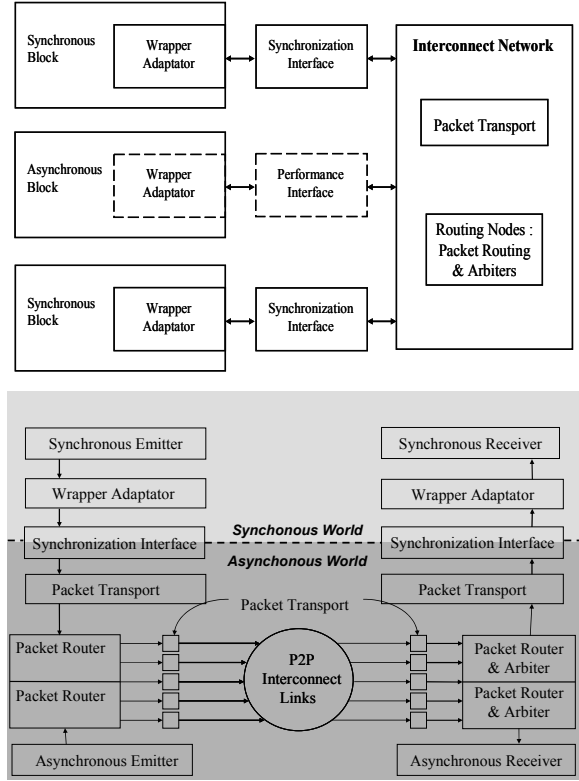 Synchronous
Block
Wrapper
Adaptator
Synchronization
Interface
Interconnect Network
Packet Transport
Asynchronous
Block
Wrapper
Adaptator
Performance
Interface
Routing Nodes :
Packet Routing
& Arbiters
Synchronous
Block
Wrapper
Adaptator
Synchronization
Interface
Synchronous Emitter
Synchronous Receiver
Wrapper Adaptator
Wrapper Adaptator
Synchonous World
Synchronization Interface
Synchronization Interface
Asynchonous World
Packet Transport
Packet Transport
Packet Transport
Packet Router
P2P
Interconnect
Links
Packet Router
& Arbiter
Packet Router
Packet Router
& Arbiter
Asynchronous Emitter
Asynchronous Receiver